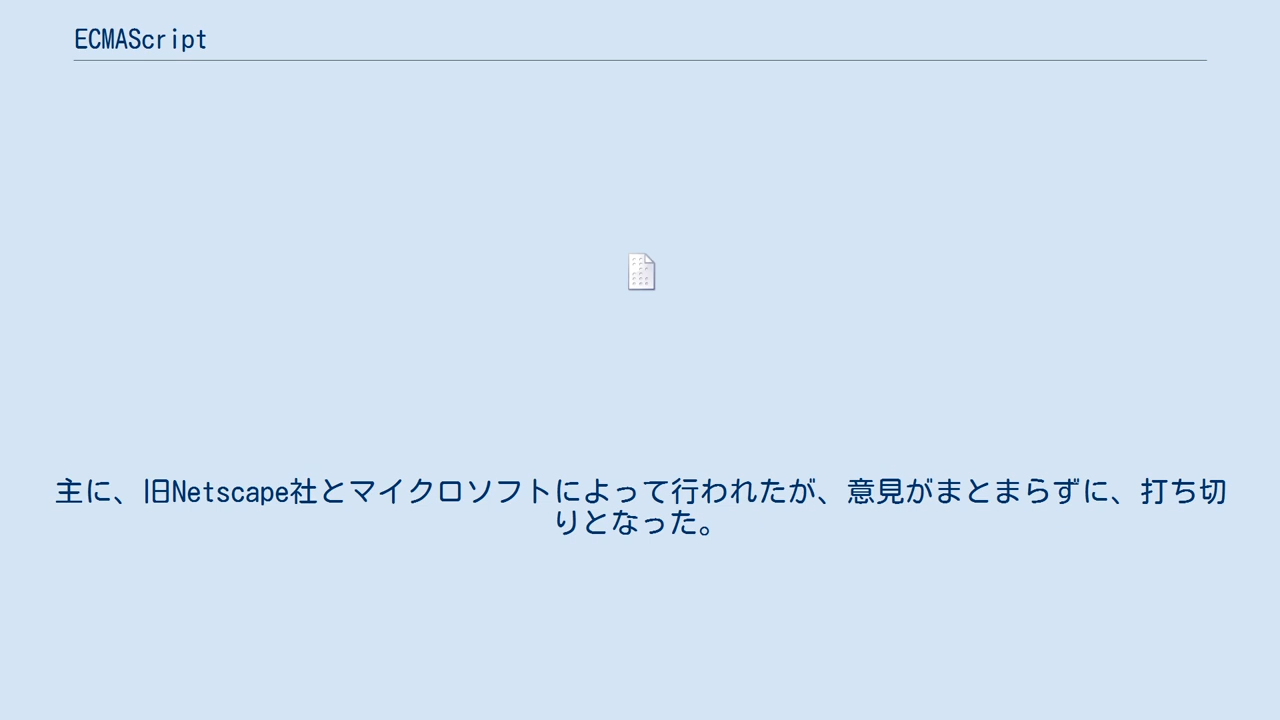 ECMAScript
主に、旧Netscape社とマイクロソフトによって行われたが、意見がまとまらずに、打ち切
りとなった。